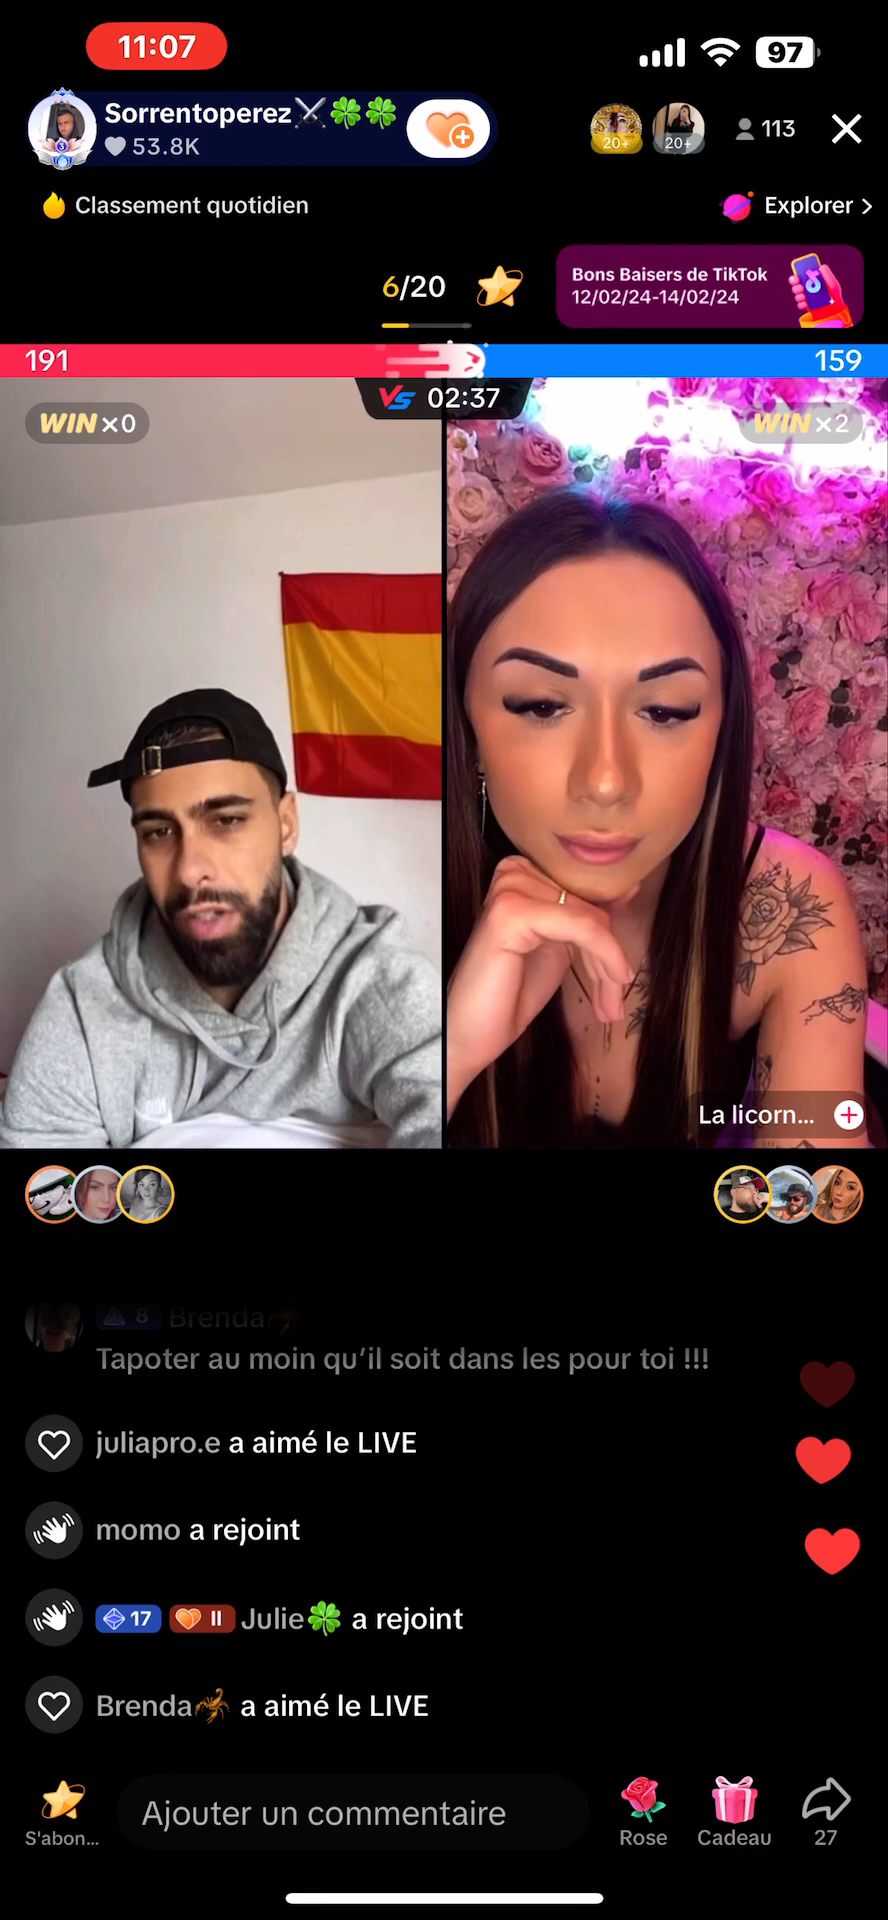 11:07
97
Sorrentoperez⚔️🍀🍀
53.8K
20+
20+
113
Classement quotidien
Explorer >
6/20
Bons Baisers de TikTok
12/02/24-14/02/24
191
159
VS 02:37
WIN x0
WIN x2
La licorn...
8 Brenda🦂
Tapoter au moin qu'il soit dans les pour toi !!!
juliapro.e a aimé le LIVE
momo a rejoint
17 II Julie🍀 a rejoint
Brenda🦂 a aimé le LIVE
Ajouter un commentaire
S'abon...
Rose
Cadeau
27